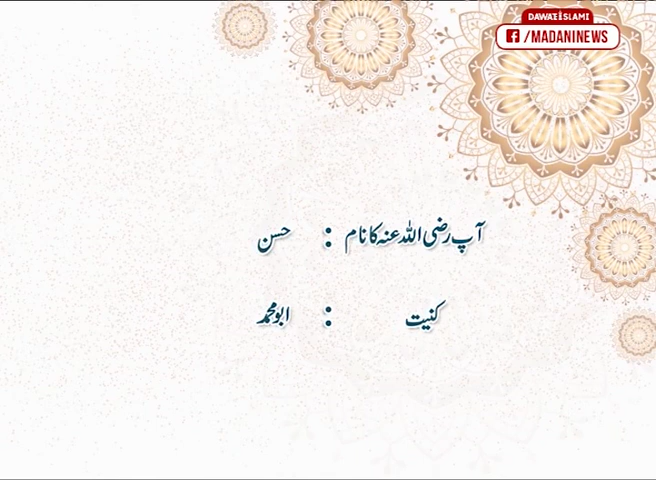 DAWATEISLAMI
/MADANINEWS
آپ رضی اللہ عنہ کا نام : حسن
کنیت : ابو محمد